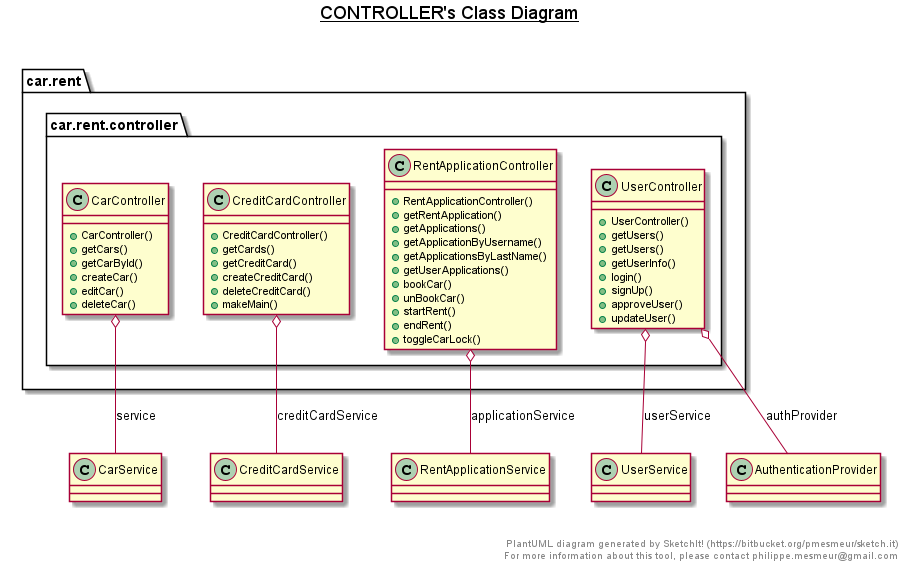 CONTROLLER's Class Diagram
car.rent
car.rent.controller
C CarController
CarController()
getCars()
getCarById()
createCar()
editCar()
deleteCar()
C CreditCardController
CreditCardController()
getCards()
getCreditCard()
createCreditCard()
deleteCreditCard()
makeMain()
C RentApplicationController
RentApplicationController()
getRentApplication()
getApplications()
getApplicationByUsername()
getApplicationsByLastName()
getUserApplications()
bookCar()
unBookCar()
startRent()
endRent()
toggleCarLock()
C UserController
UserController()
getUsers()
getUsers()
getUserInfo()
login()
signUp()
approveUser()
updateUser()
service
creditCardService
applicationService
userService
authProvider
C CarService
C CreditCardService
C RentApplicationService
C UserService
C AuthenticationProvider
PlantUML diagram generated by SketchIt! (https://bitbucket.org/pmesmeur/sketch.it)
For more information about this tool, please contact philippe.mesmeur@gmail.com